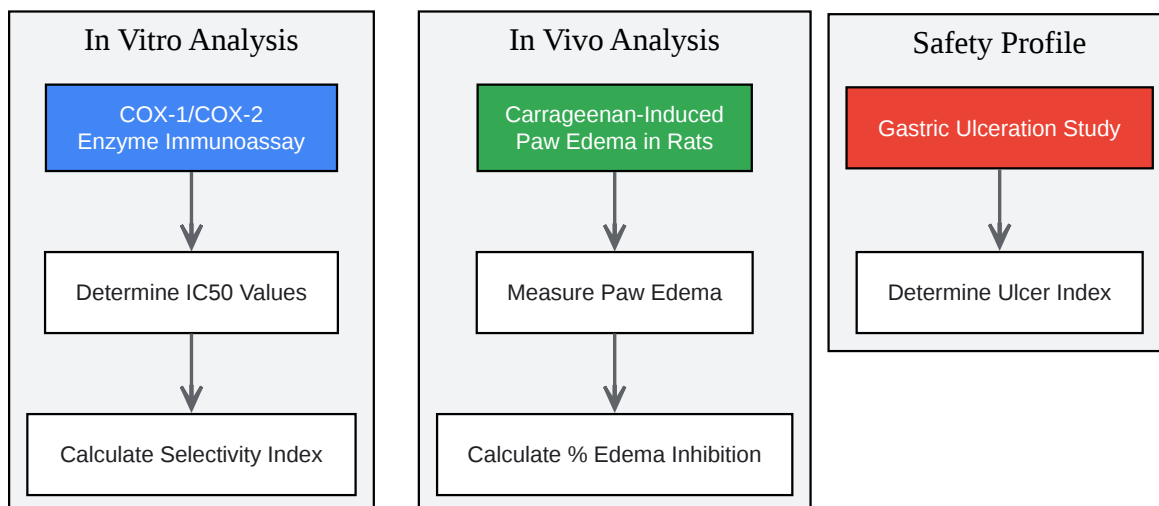 In Vitro Analysis
COX-1/COX-2
Enzyme Immunoassay
Determine IC50 Values
Calculate Selectivity Index
In Vivo Analysis
Carrageenan-Induced
Paw Edema in Rats
Measure Paw Edema
Calculate % Edema Inhibition
Safety Profile
Gastric Ulceration Study
Determine Ulcer Index